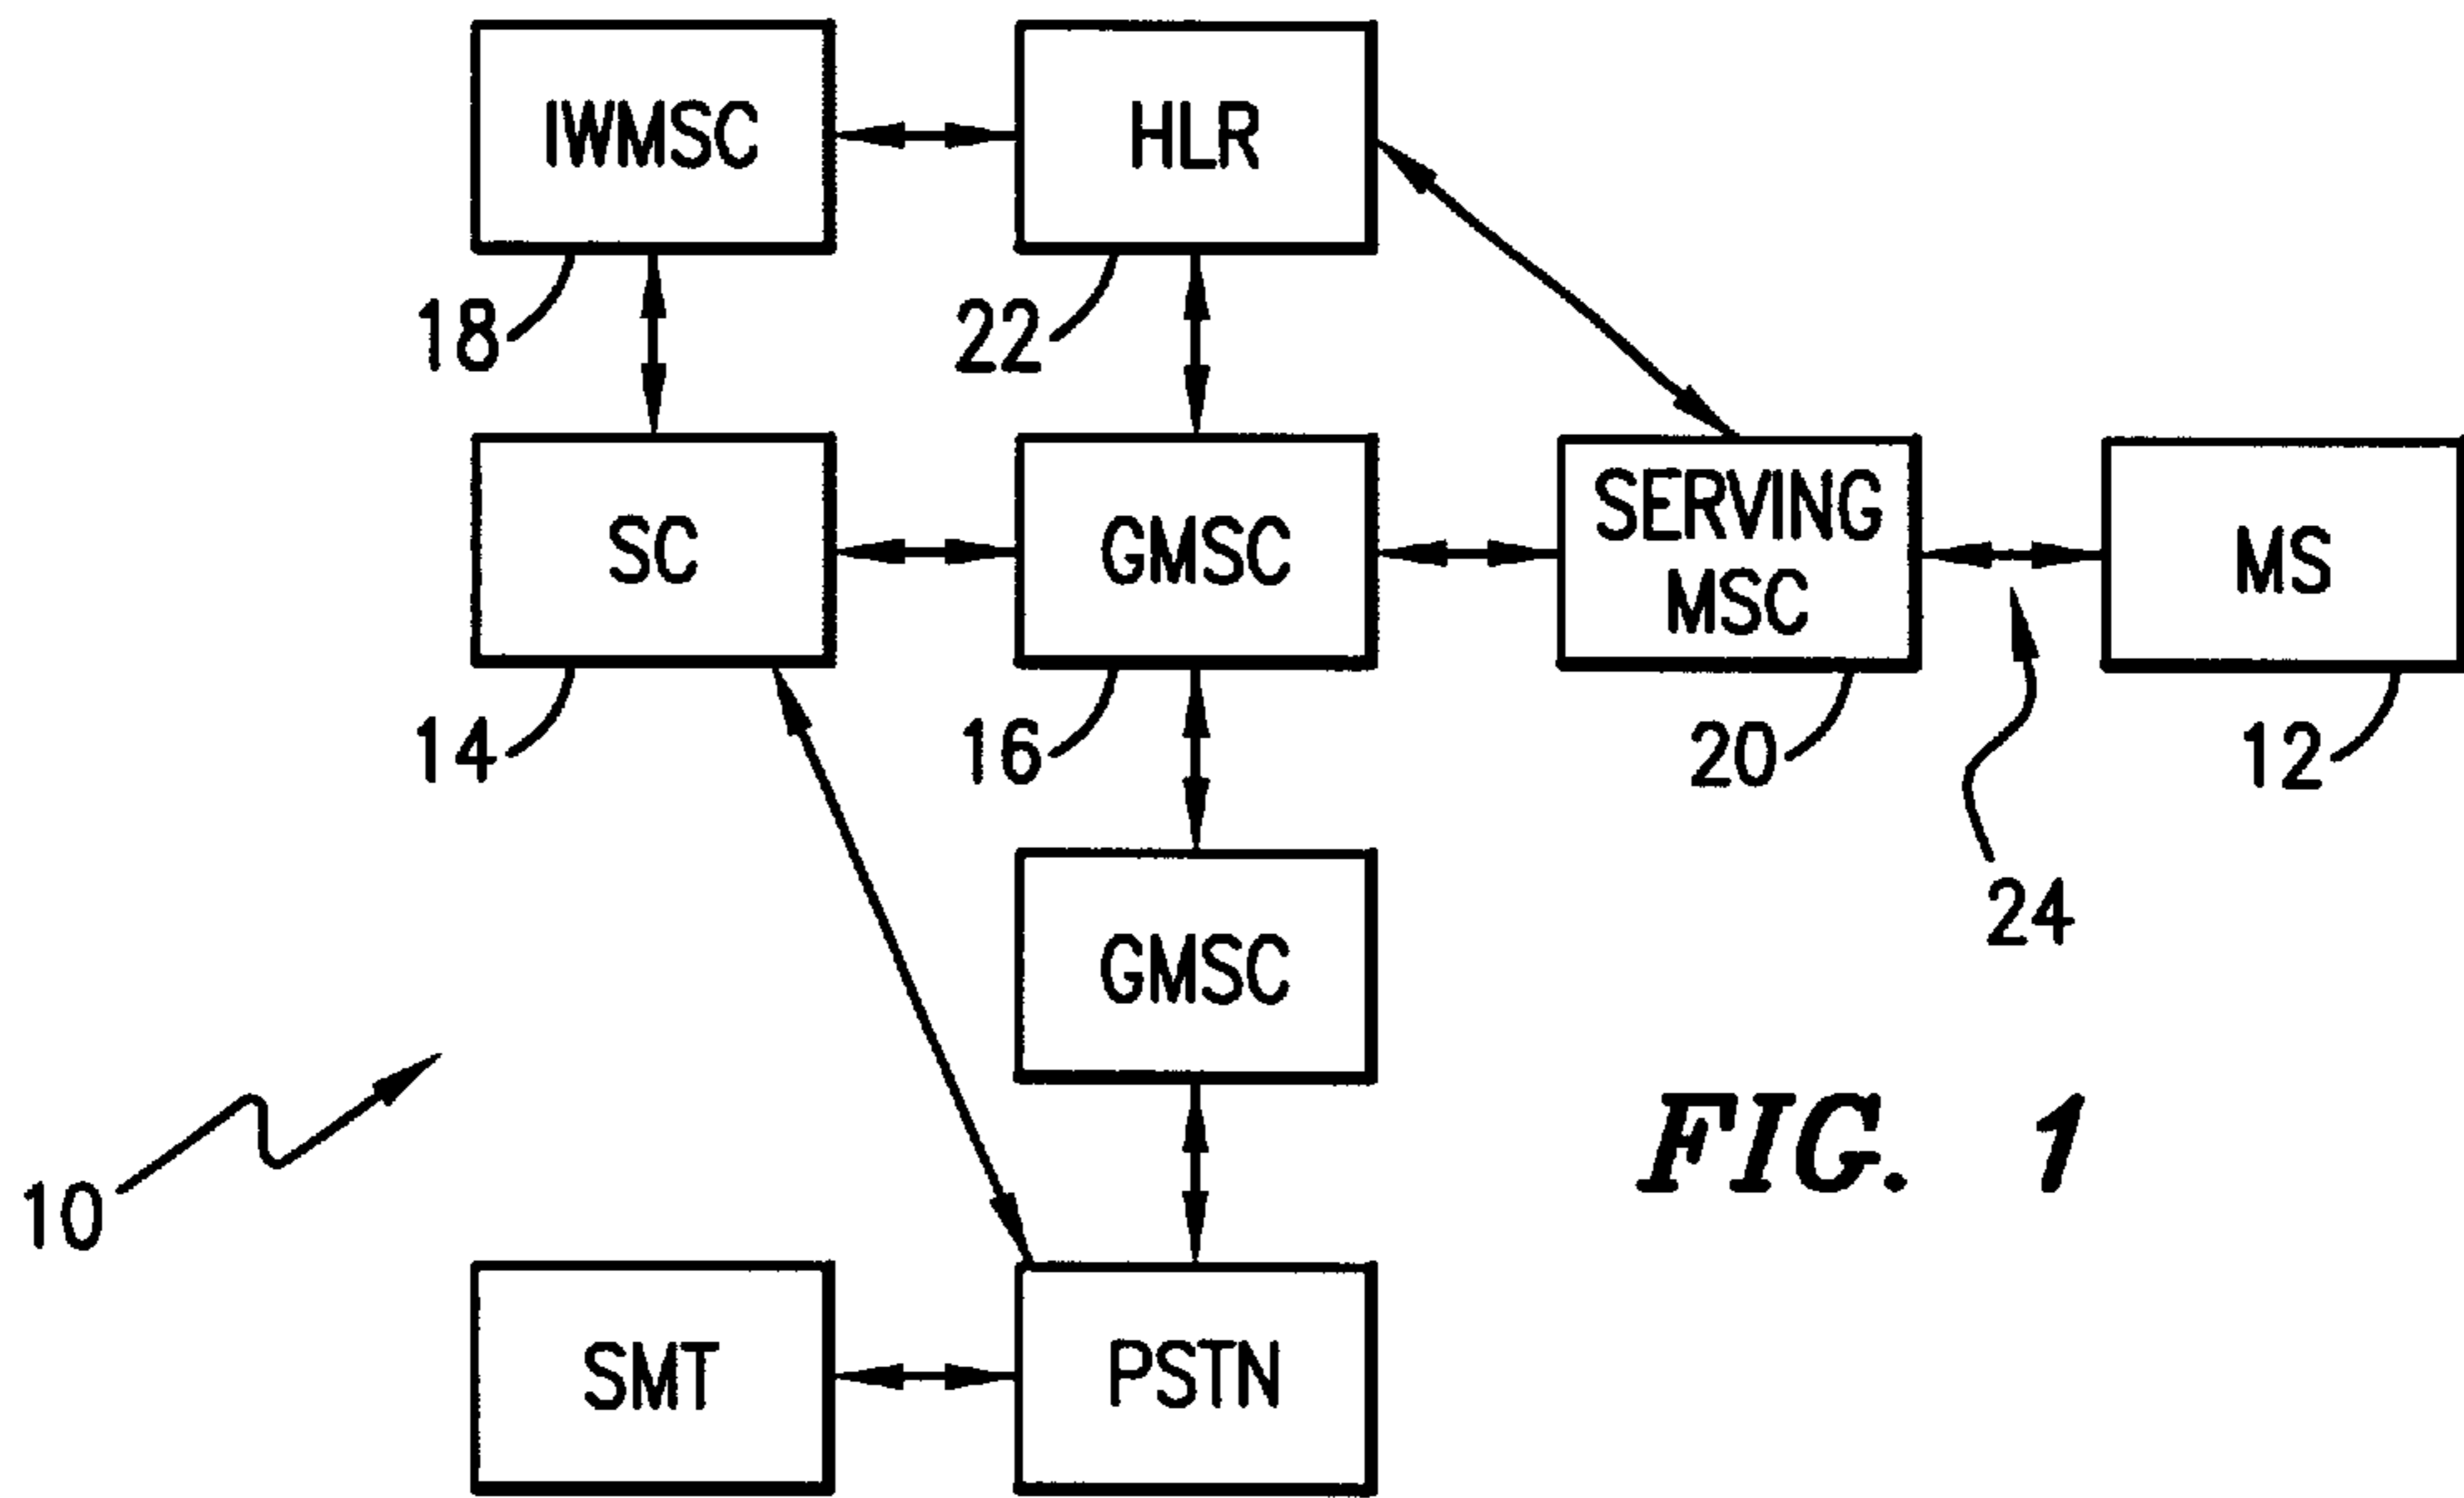 IWMSC
HLR
18
22
SC
GMSC
SERVING
MSC
MS
14
16
20
12
24
GMSC
10
FIG. 1
SMT
PSTN